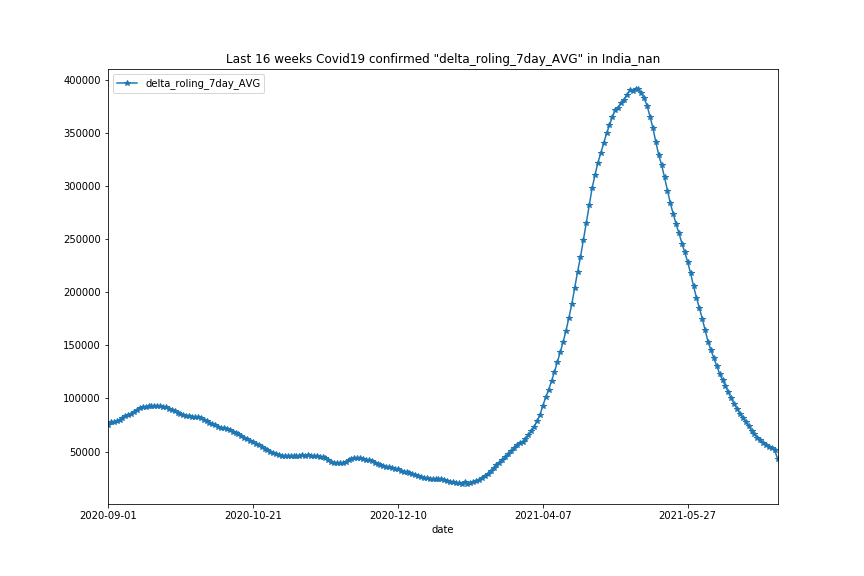 Last 16 weeks Covid19 confirmed "delta_roling_7day_AVG" in India_nan
delta_roling_7day_AVG
400000
350000
300000
250000
200000
150000
100000
50000
2020-09-01 2020-10-21 2020-12-10 2021-04-07 2021-05-27
date